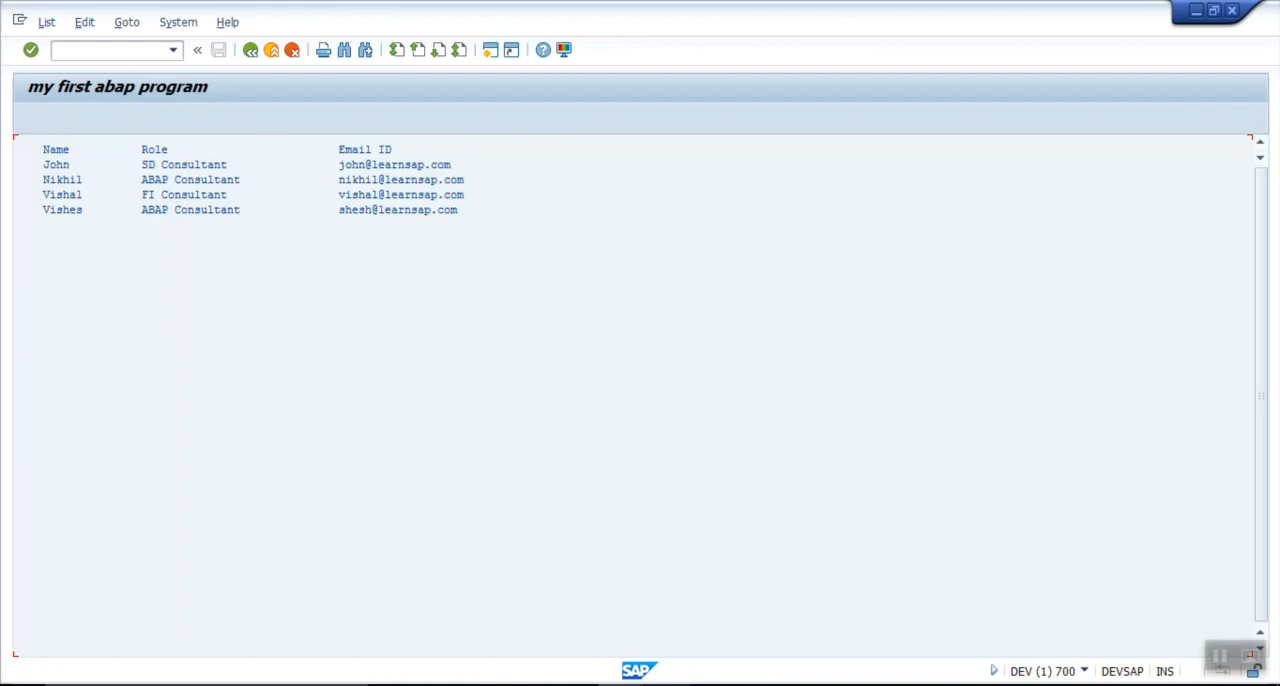 List Edit Goto System Help
my first abap program
Name Role Email ID
John SD Consultant john@learnsap.com
Nikhil ABAP Consultant nikhil@learnsap.com
Vishal FI Consultant vishal@learnsap.com
Vishes ABAP Consultant shesh@learnsap.com
SAP DEV (1) 700 DEVSAP INS